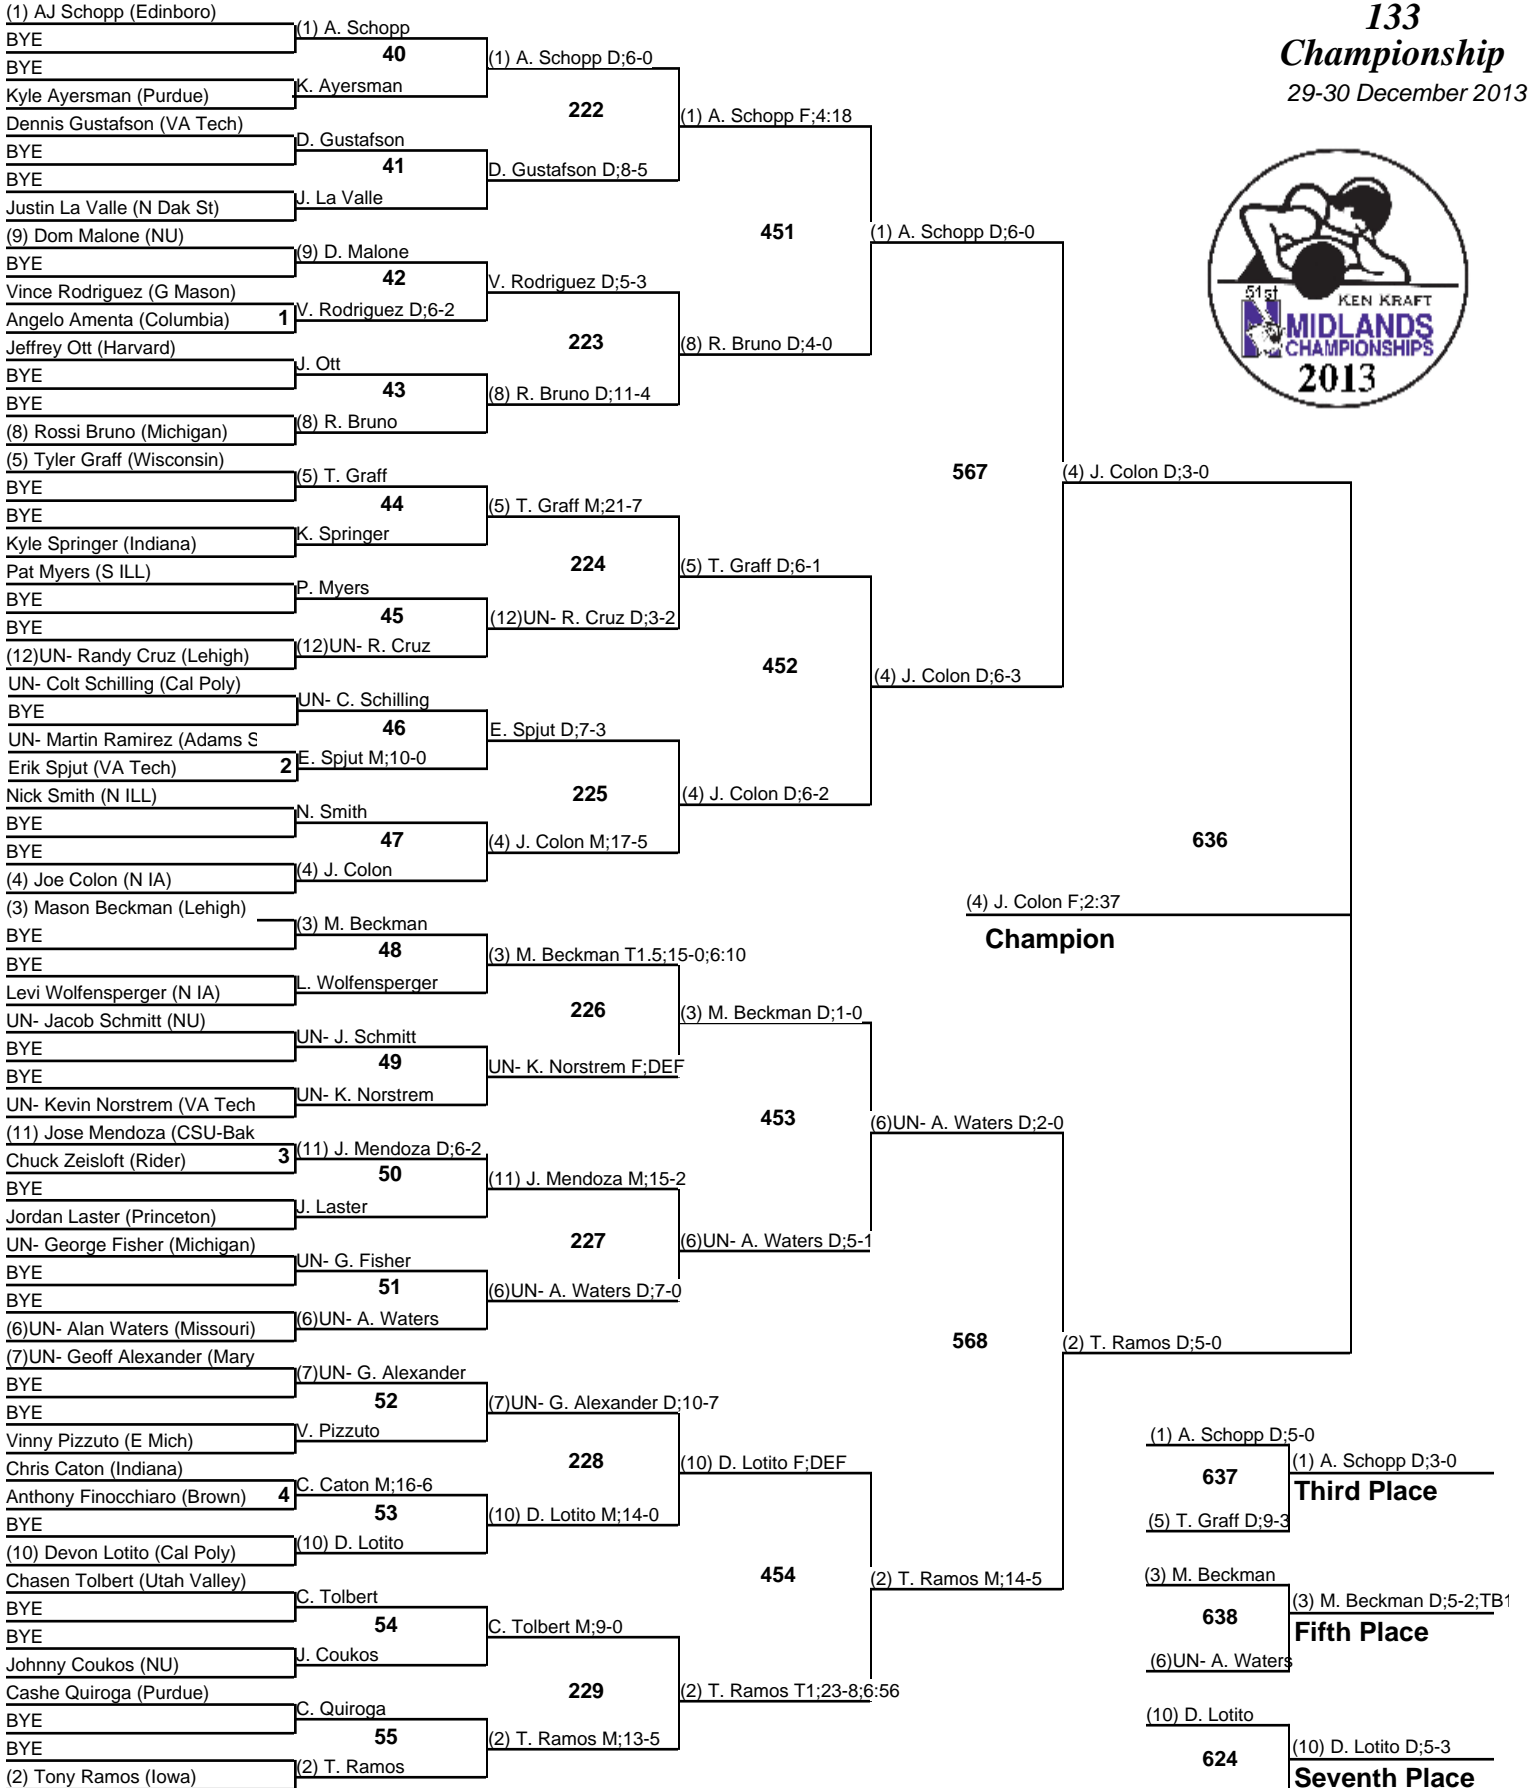 133
Championship
29-30 December 2013
51st
KEN KRAFT
MIDLANDS
CHAMPIONSHIPS
2013
(1) AJ Schopp (Edinboro)
BYE
BYE
Kyle Ayersman (Purdue)
Dennis Gustafson (VA Tech)
BYE
BYE
Justin La Valle (N Dak St)
(9) Dom Malone (NU)
BYE
Vince Rodriguez (G Mason)
Angelo Amenta (Columbia) 1
Jeffrey Ott (Harvard)
BYE
BYE
(8) Rossi Bruno (Michigan)
(5) Tyler Graff (Wisconsin)
BYE
BYE
Kyle Springer (Indiana)
Pat Myers (S ILL)
BYE
BYE
(12)UN- Randy Cruz (Lehigh)
UN- Colt Schilling (Cal Poly)
BYE
UN- Martin Ramirez (Adams S
Erik Spjut (VA Tech) 2
Nick Smith (N ILL)
BYE
BYE
(4) Joe Colon (N IA)
(3) Mason Beckman (Lehigh)
BYE
BYE
Levi Wolfensperger (N IA)
UN- Jacob Schmitt (NU)
BYE
BYE
UN- Kevin Norstrem (VA Tech
(11) Jose Mendoza (CSU-Bak
Chuck Zeisloft (Rider) 3
BYE
Jordan Laster (Princeton)
UN- George Fisher (Michigan)
BYE
BYE
(6)UN- Alan Waters (Missouri)
(7)UN- Geoff Alexander (Mary
BYE
BYE
Vinny Pizzuto (E Mich)
Chris Caton (Indiana)
Anthony Finocchiaro (Brown) 4
BYE
(10) Devon Lotito (Cal Poly)
Chasen Tolbert (Utah Valley)
BYE
BYE
Johnny Coukos (NU)
Cashe Quiroga (Purdue)
BYE
BYE
(2) Tony Ramos (Iowa)
(1) A. Schopp
40
K. Ayersman
D. Gustafson
41
J. La Valle
(9) D. Malone
42
V. Rodriguez D;6-2
J. Ott
43
(8) R. Bruno
(5) T. Graff
44
K. Springer
P. Myers
45
(12)UN- R. Cruz
UN- C. Schilling
46
E. Spjut M;10-0
N. Smith
47
(4) J. Colon
(3) M. Beckman
48
L. Wolfensperger
UN- J. Schmitt
49
UN- K. Norstrem
(11) J. Mendoza D;6-2
50
J. Laster
UN- G. Fisher
51
(6)UN- A. Waters
(7)UN- G. Alexander
52
V. Pizzuto
C. Caton M;16-6
53
(10) D. Lotito
C. Tolbert
54
J. Coukos
C. Quiroga
55
(2) T. Ramos
(1) A. Schopp D;6-0
222
D. Gustafson D;8-5
V. Rodriguez D;5-3
223
(8) R. Bruno D;11-4
(5) T. Graff M;21-7
224
(12)UN- R. Cruz D;3-2
E. Spjut D;7-3
225
(4) J. Colon M;17-5
(3) M. Beckman T1.5;15-0;6:10
226
UN- K. Norstrem F;DEF
(11) J. Mendoza M;15-2
227
(6)UN- A. Waters D;7-0
(7)UN- G. Alexander D;10-7
228
(10) D. Lotito M;14-0
C. Tolbert M;9-0
229
(2) T. Ramos M;13-5
(1) A. Schopp F;4:18
451
(8) R. Bruno D;4-0
(5) T. Graff D;6-1
452
(4) J. Colon D;6-2
(3) M. Beckman D;1-0
453
(6)UN- A. Waters D;5-1
(10) D. Lotito F;DEF
454
(2) T. Ramos T1;23-8;6:56
(1) A. Schopp D;6-0
567
(4) J. Colon D;6-3
(6)UN- A. Waters D;2-0
568
(2) T. Ramos M;14-5
(4) J. Colon D;3-0
636
(2) T. Ramos D;5-0
(4) J. Colon F;2:37
Champion
(1) A. Schopp D;5-0
637
(5) T. Graff D;9-3
(1) A. Schopp D;3-0
Third Place
(3) M. Beckman
638
(6)UN- A. Waters
(3) M. Beckman D;5-2;TB1
Fifth Place
(10) D. Lotito
624
(10) D. Lotito D;5-3
Seventh Place